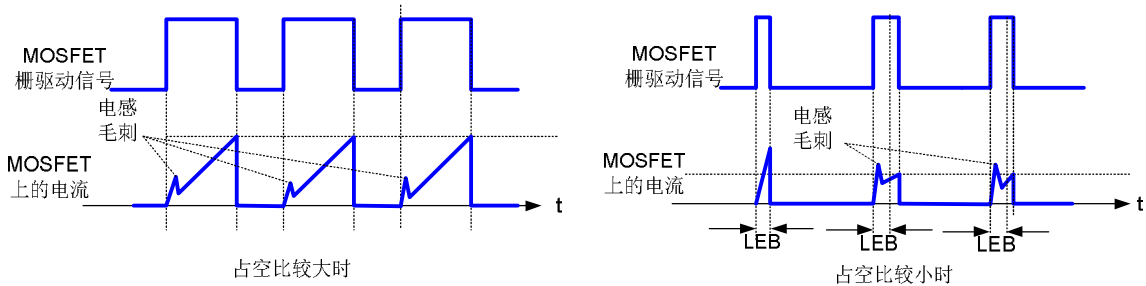 MOSFET
栅驱动信号
电感
毛刺
MOSFET
上的电流
t
占空比较大时
MOSFET
栅驱动信号
电感
毛刺
MOSFET
上的电流
t
LEB
LEB
LEB
占空比较小时